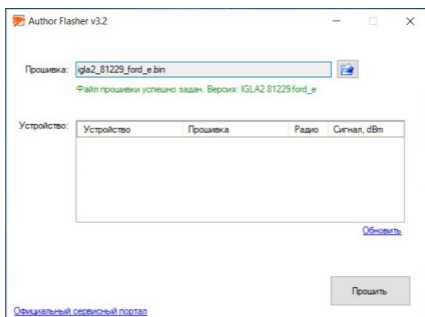 Author Flasher v3.2
Прошивка: igla2_81229_ford_e.bin
Файл прошивки успешно задан. Версия: IGLA2 81229 ford_e
Устройство: Устройство Прошивка Радио Сигнал, dBm
Обновить
Прошить
Официальный сервисный портал